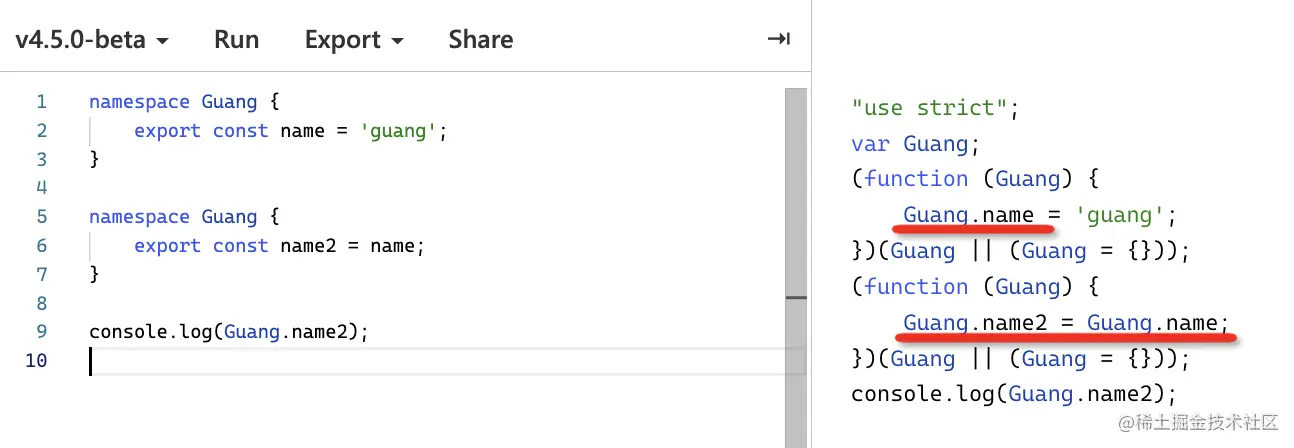 v4.5.0-beta Run Export Share
1 namespace Guang {
2 export const name = 'guang';
3 }
4
5 namespace Guang {
6 export const name2 = name;
7 }
8
9 console.log(Guang.name2);
10
"use strict";
var Guang;
(function (Guang) {
Guang.name = 'guang';
})(Guang || (Guang = {}));
(function (Guang) {
Guang.name2 = Guang.name;
})(Guang || (Guang = {}));
console.log(Guang.name2);
@稀土掘金技术社区